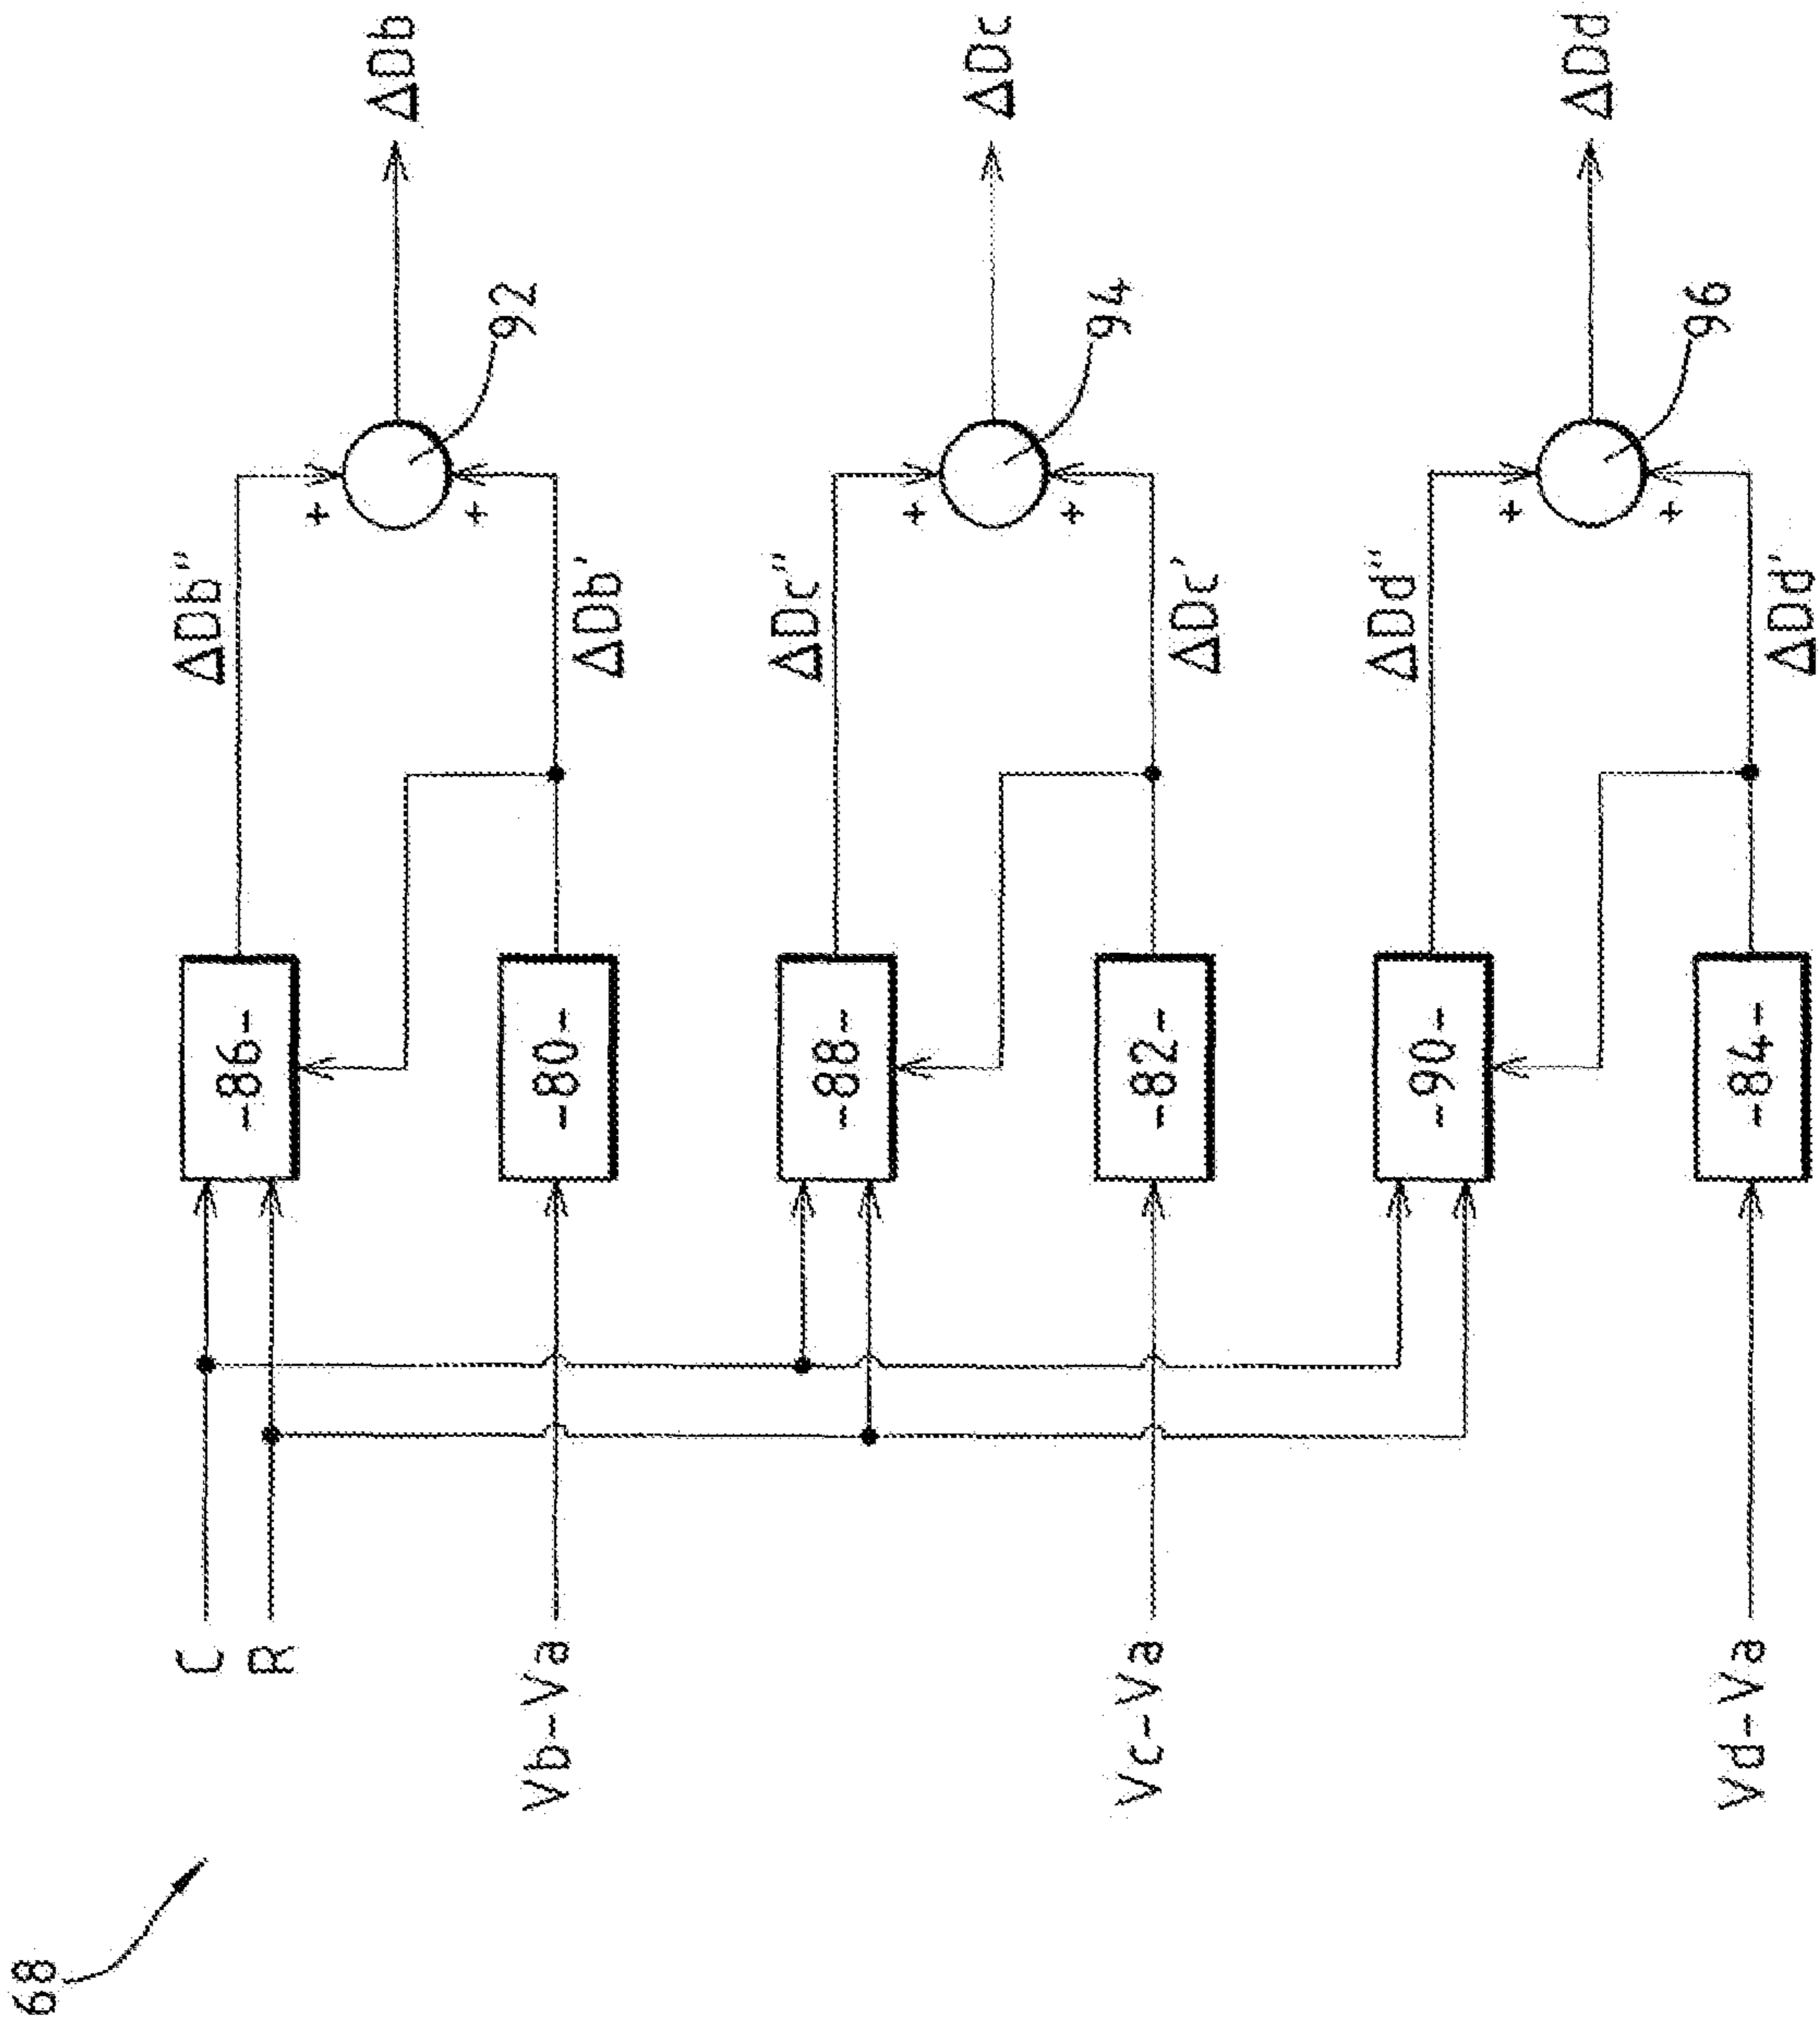 68
C
R
Vb-Va
Vc-Va
Vd-Va
-86-
-80-
-88-
-82-
-90-
-84-
ΔDb''
ΔDb'
ΔDc''
ΔDc'
ΔDd''
ΔDd'
+
+
+
+
+
+
92
94
96
ΔDb
ΔDc
ΔDd